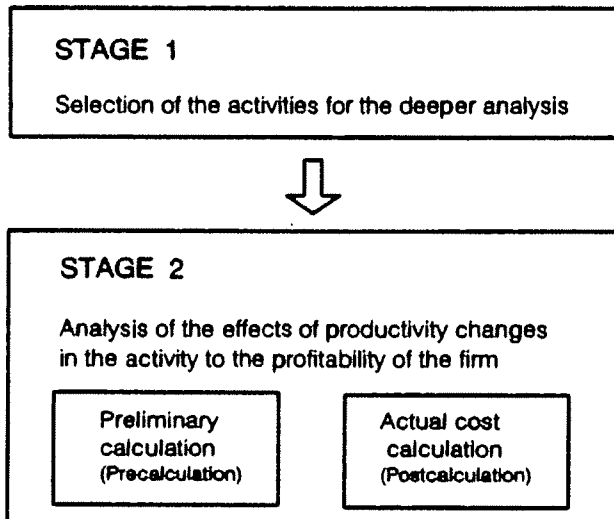 STAGE 1
Selection of the activities for the deeper analysis
STAGE 2
Analysis of the effects of productivity changes
in the activity to the profitability of the firm
Preliminary
calculation
(Precalculation)
Actual cost
calculation
(Postcalculation)